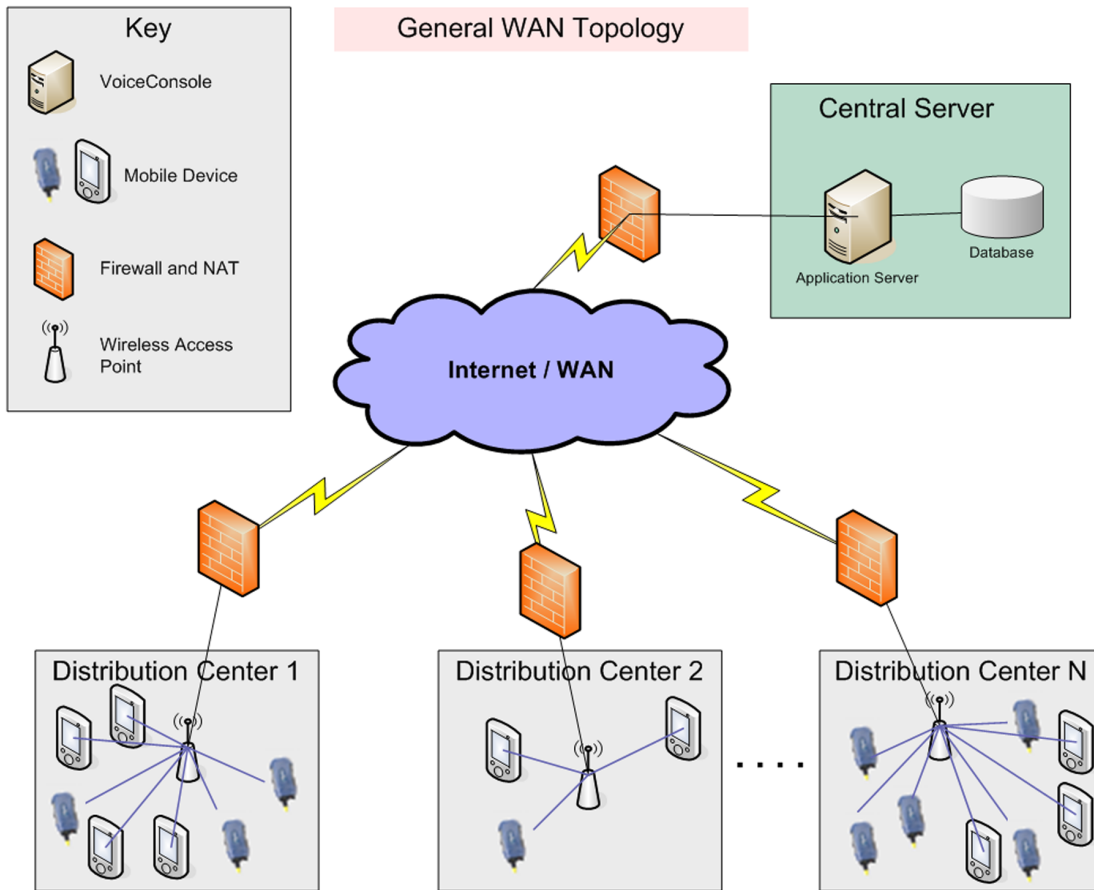 Key
VoiceConsole
Mobile Device
Firewall and NAT
Wireless Access
Point
General WAN Topology
Central Server
Application Server
Database
Internet / WAN
Distribution Center 1
Distribution Center 2
. . . .
Distribution Center N